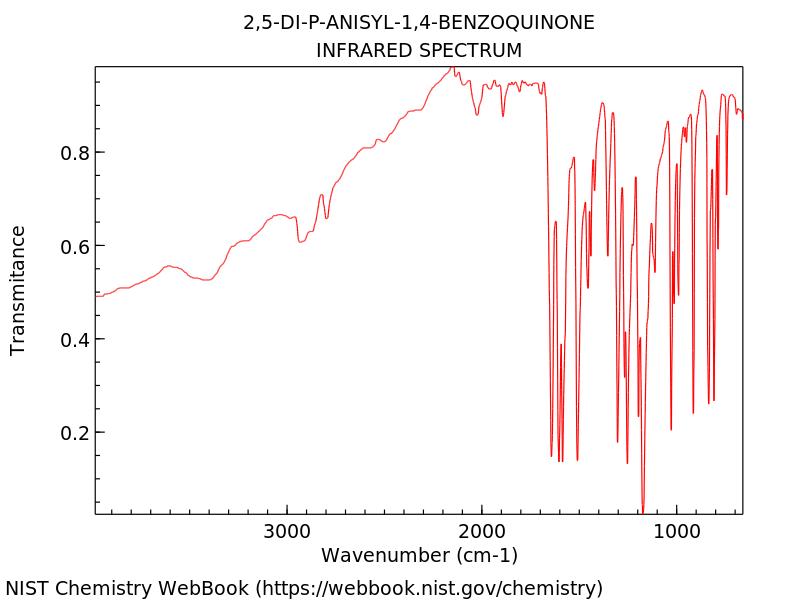 2,5-DI-P-ANISYL-1,4-BENZOQUINONE
INFRARED SPECTRUM
0.8
0.6
0.4
0.2
Transmitance
3000 2000 1000
Wavenumber (cm-1)
NIST Chemistry WebBook (https://webbook.nist.gov/chemistry)